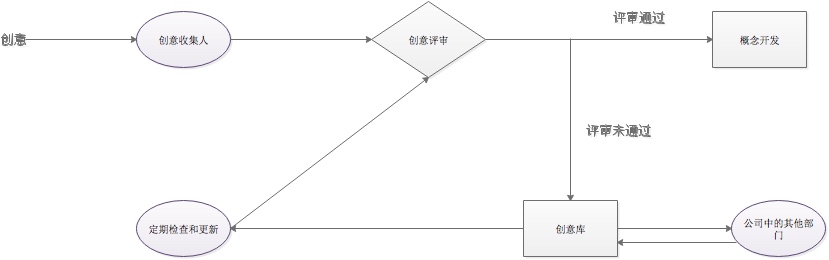 评审通过
创意
创意收集人
创意评审
概念开发
评审未通过
定期检查和更新
创意库
公司中的其他部
门